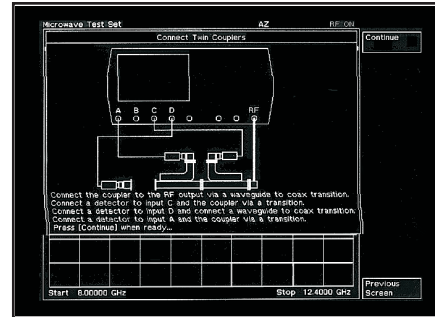 Microwave Test Set AZ RF ON
Connect Twin Couplers
Continue
A B C D RF
Connect the coupler to the RF output via a waveguide to coax transition.
Connect a detector to input C and the coupler via a transition.
Connect a detector to input D and connect a waveguide to coax transition.
Connect a detector to input A and the coupler via a transition.
Press [Continue] when ready...
Start 8.00000 GHz Stop 12.4000 GHz
Previous
Screen